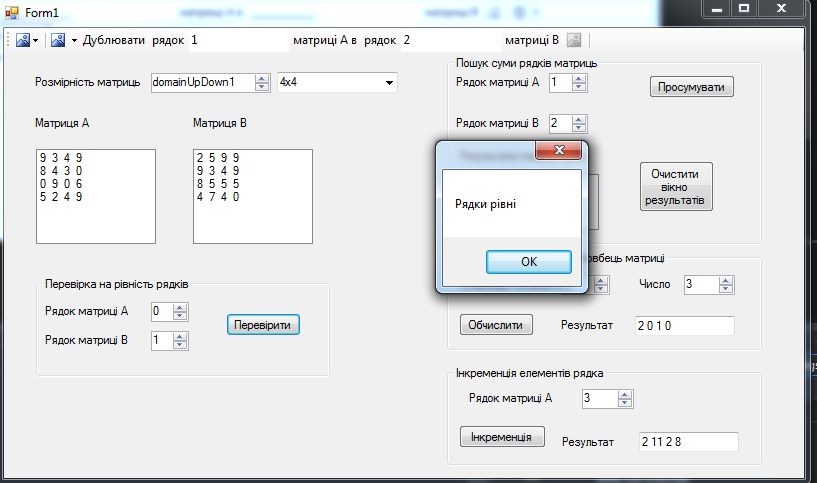 Form1
Дублювати рядок 1 матриці А в рядок 2 матриці В
Розмірність матриць domainUpDown1 4x4
Матриця А
Матриця В
9 3 4 9
8 4 3 0
0 9 0 6
5 2 4 9
2 5 9 9
9 3 4 9
8 5 5 5
4 7 4 0
Перевірка на рівність рядків
Рядок матриці А 0
Рядок матриці В 1
Перевірити
Пошук суми рядків матриць
Рядок матриці А 1
Просумувати
Рядок матриці В 2
Очистити
вікно
результатів
Рядки рівні
OK
матриці
Число 3
Обчислити
Результат 2 0 1 0
Інкременція елементів рядка
Рядок матриці А 3
Інкременція
Результат 2 11 2 8